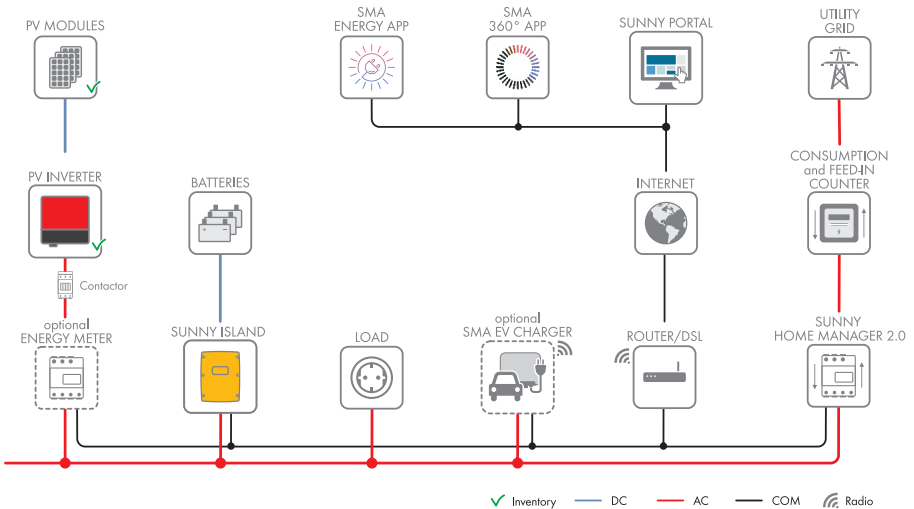 PV MODULES
SMA
ENERGY APP
SMA
360° APP
SUNNY PORTAL
UTILITY
GRID
PV INVERTER
BATTERIES
INTERNET
CONSUMPTION
and FEED-IN
COUNTER
Contactor
optional
ENERGY METER
SUNNY ISLAND
LOAD
optional
SMA EV CHARGER
ROUTER/DSL
SUNNY
HOME MANAGER 2.0
Inventory
DC
AC
COM
Radio